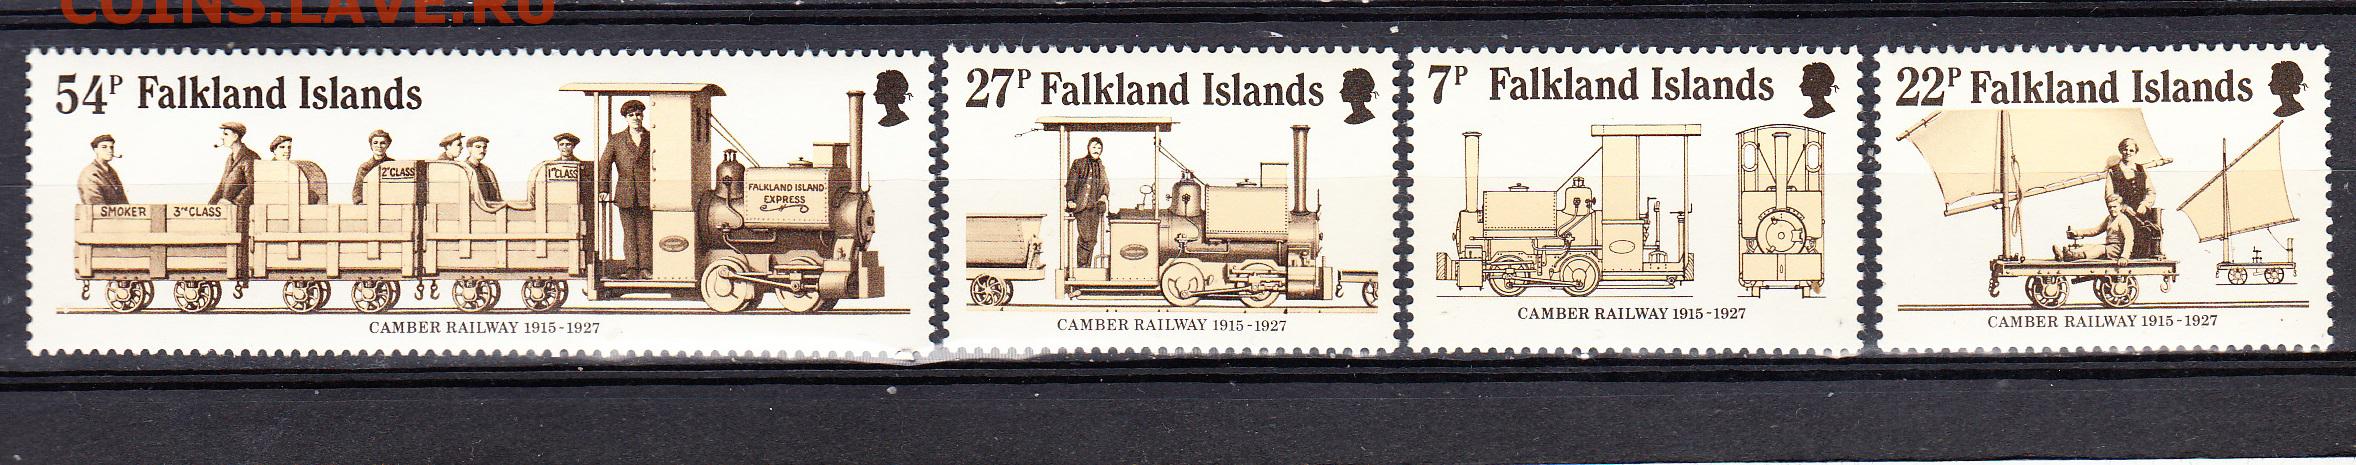 COINS.LAVE.RU
54P Falkland Islands
SMOKER 3RD CLASS
2ND CLASS
1ST CLASS
FALKLAND ISLAND
EXPRESS
CAMBER RAILWAY 1915-1927
27P Falkland Islands
CAMBER RAILWAY 1915-1927
7P Falkland Islands
CAMBER RAILWAY 1915-1927
22P Falkland Islands
CAMBER RAILWAY 1915-1927